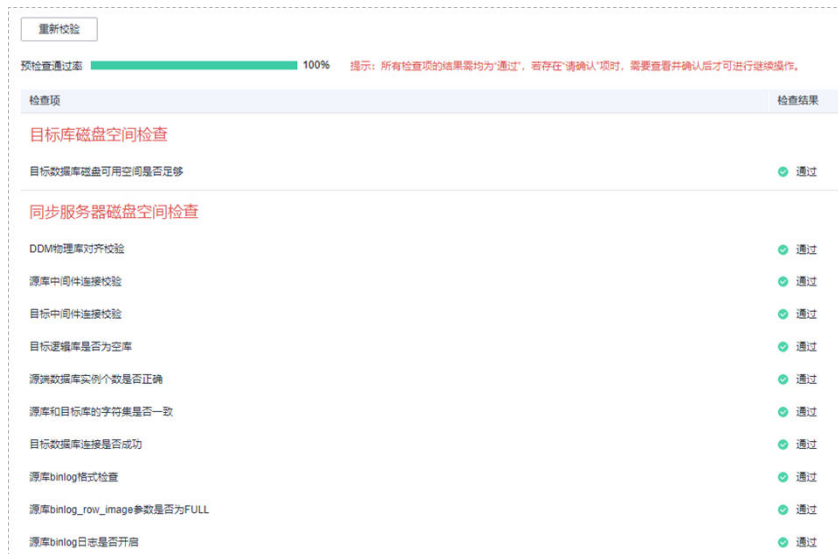 重新校验
预检查通过率 100% 提示：所有检查项的结果需均为“通过”，若存在“请确认”项时，需要查看并确认后才可进行继续操作。
检查项 检查结果
目标库磁盘空间检查
目标数据库磁盘可用空间是否足够 通过
同步服务器磁盘空间检查
DDM物理库对齐校验 通过
源库中间件连接校验 通过
目标中间件连接校验 通过
目标逻辑库是否为空库 通过
源端数据库实例个数是否正确 通过
源库和目标库的字符集是否一致 通过
目标数据库连接是否成功 通过
源库binlog格式检查 通过
源库binlog_row_image参数是否为FULL 通过
源库binlog日志是否开启 通过